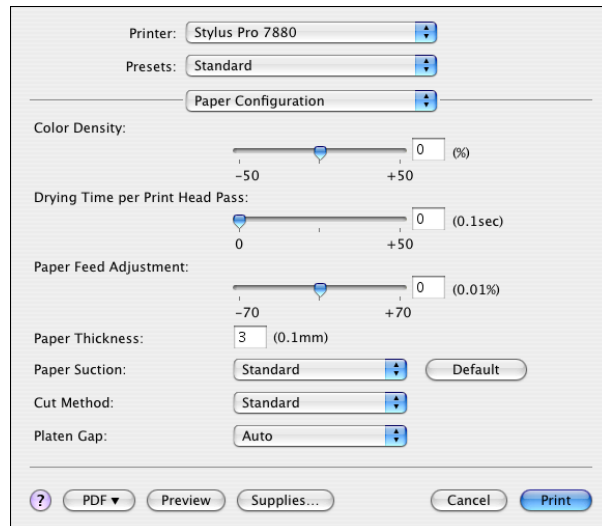 Printer: Stylus Pro 7880
Presets: Standard
Paper Configuration
Color Density:
0 (%)
-50 +50
Drying Time per Print Head Pass:
0 (0.1sec)
0 +50
Paper Feed Adjustment:
0 (0.01%)
-70 +70
Paper Thickness: 3 (0.1mm)
Paper Suction: Standard Default
Cut Method: Standard
Platen Gap: Auto
? PDF ▼ Preview Supplies... Cancel Print